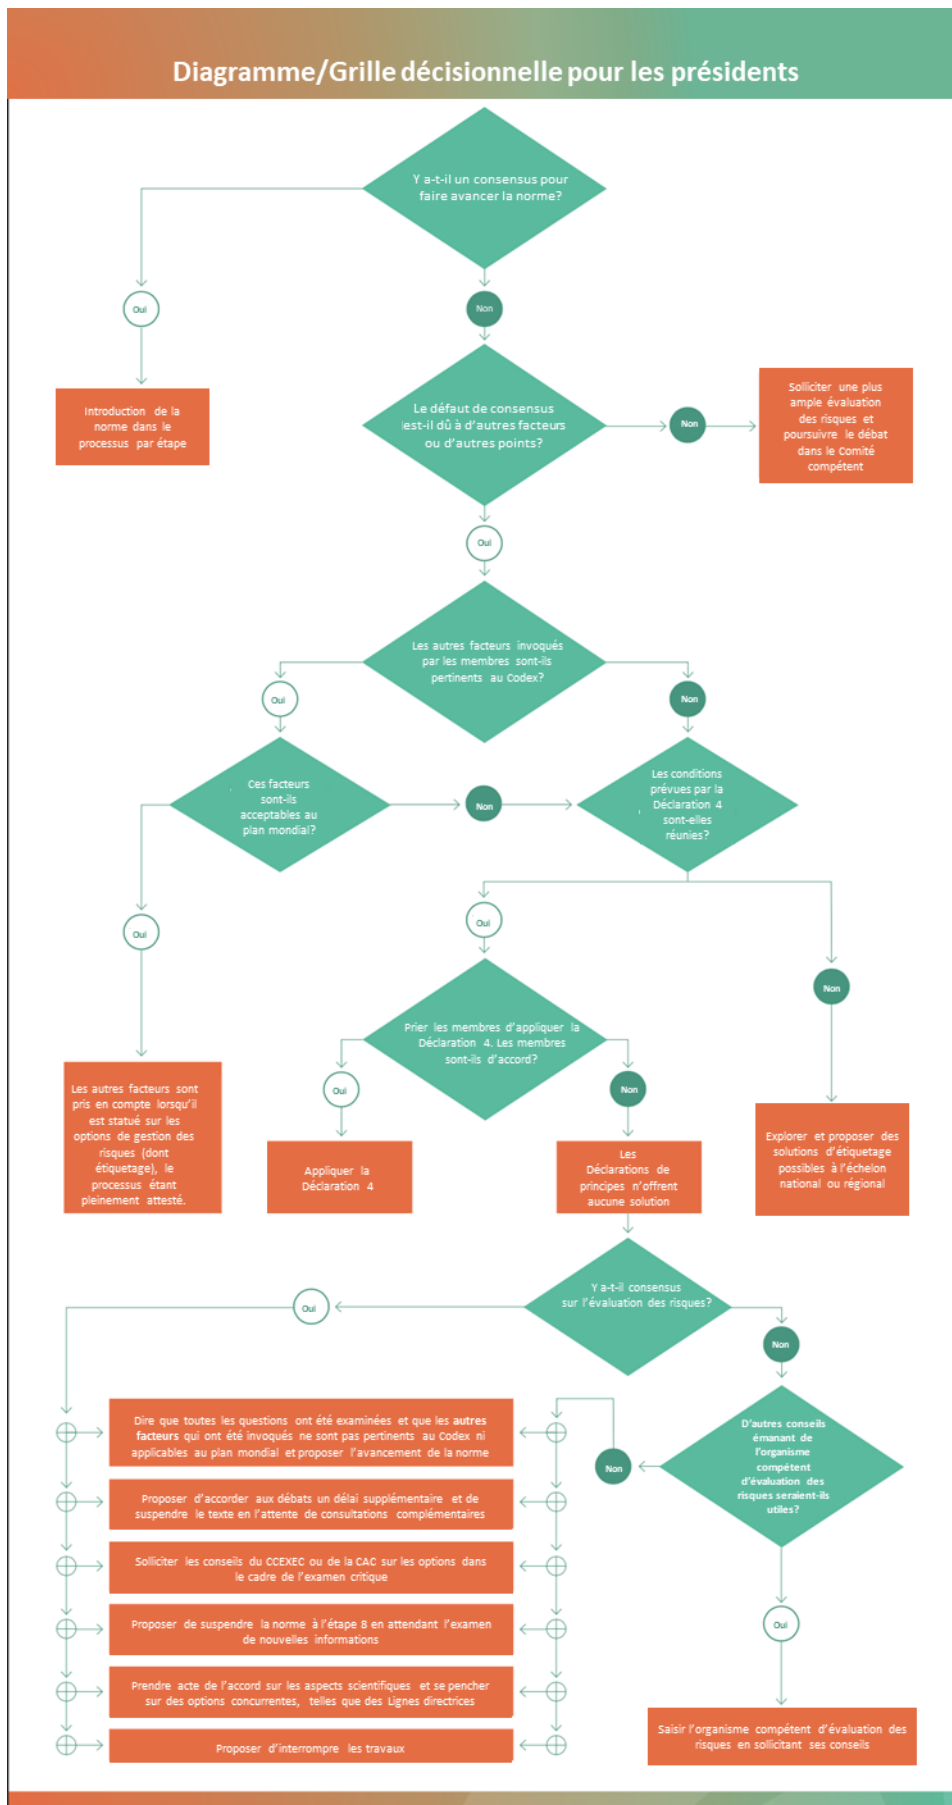 Diagramme/Grille décisionnelle pour les présidents
Y a-t-il un consensus pour
faire avancer la norme?
Oui
Non
Introduction de la
norme dans le
processus par étape
Le défaut de consensus
est-il dû à d'autres facteurs
ou d'autres points?
Non
Solliciter une plus
ample évaluation
des risques et
poursuivre le débat
dans le Comité
compétent
Oui
Les autres facteurs invoqués
par les membres sont-ils
pertinents au Codex?
Oui
Non
Ces facteurs
sont-ils
acceptables au
plan mondial?
Non
Les conditions
prévues par la
Déclaration 4
sont-elles
réunies?
Oui
Oui
Non
Prier les membres d'appliquer la
Déclaration 4. Les membres
sont-ils d'accord?
Oui
Non
Les autres facteurs sont
pris en compte lorsqu'il
est statué sur les
options de gestion des
risques (dont
étiquetage), le
processus étant
pleinement attesté.
Appliquer la
Déclaration 4
Les
Déclarations de
principes n'offrent
aucune solution
Explorer et proposer des
solutions d'étiquetage
possibles à l'échelon
national ou régional
Y a-t-il consensus
sur l'évaluation des risques?
Oui
Non
Dire que toutes les questions ont été examinées et que les autres
facteurs qui ont été invoqués ne sont pas pertinents au Codex ni
applicables au plan mondial et proposer l'avancement de la norme
Non
D'autres conseils
émanant de
l'organisme
compétent
d'évaluation des
risques seraient-ils
utiles?
Proposer d'accorder aux débats un délai supplémentaire et de
suspendre le texte en l'attente de consultations complémentaires
Solliciter les conseils du CCEXEC ou de la CAC sur les options dans
le cadre de l'examen critique
Proposer de suspendre la norme à l'étape 8 en attendant l'examen
de nouvelles informations
Oui
Prendre acte de l'accord sur les aspects scientifiques et se pencher
sur des options concurrentes, telles que des Lignes directrices
Proposer d'interrompre les travaux
Saisir l'organisme compétent d'évaluation des
risques en sollicitant ses conseils